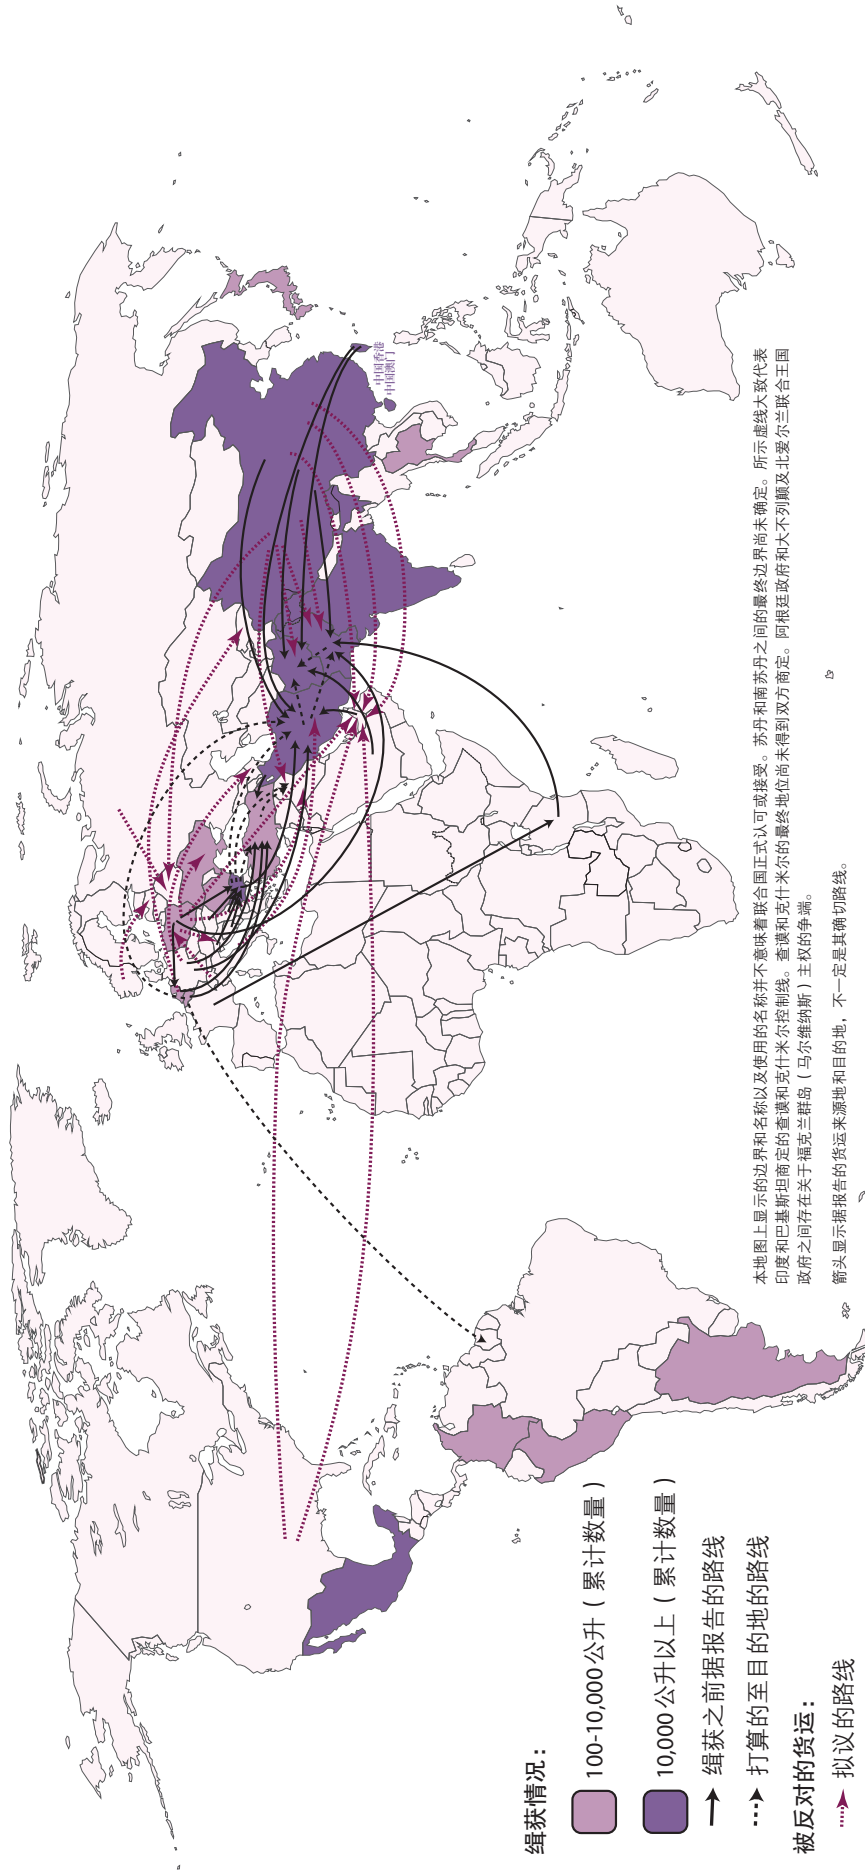 中国香港
中国澳门
缉获情况：
100-10,000 公升（累计数量）
10,000 公升以上（累计数量）
缉获之前据报告的路线
打算的至目的地的路线
被反对的货运：
拟议的路线
本地图上显示的边界和名称以及使用的名称并不意味着联合国正式认可或接受。苏丹和南苏丹之间的最终边界尚未确定。所示虚线大致代表
印度和巴基斯坦商定的查谟和克什米尔控制线。查谟和克什米尔的最终地位尚未得到双方商定。阿根廷政府和大不列颠及北爱尔兰联合王国
政府之间存在关于福克兰群岛（马尔维纳斯）主权的争端。
箭头显示据报告的货运来源地和目的地，不一定是其确切路线。